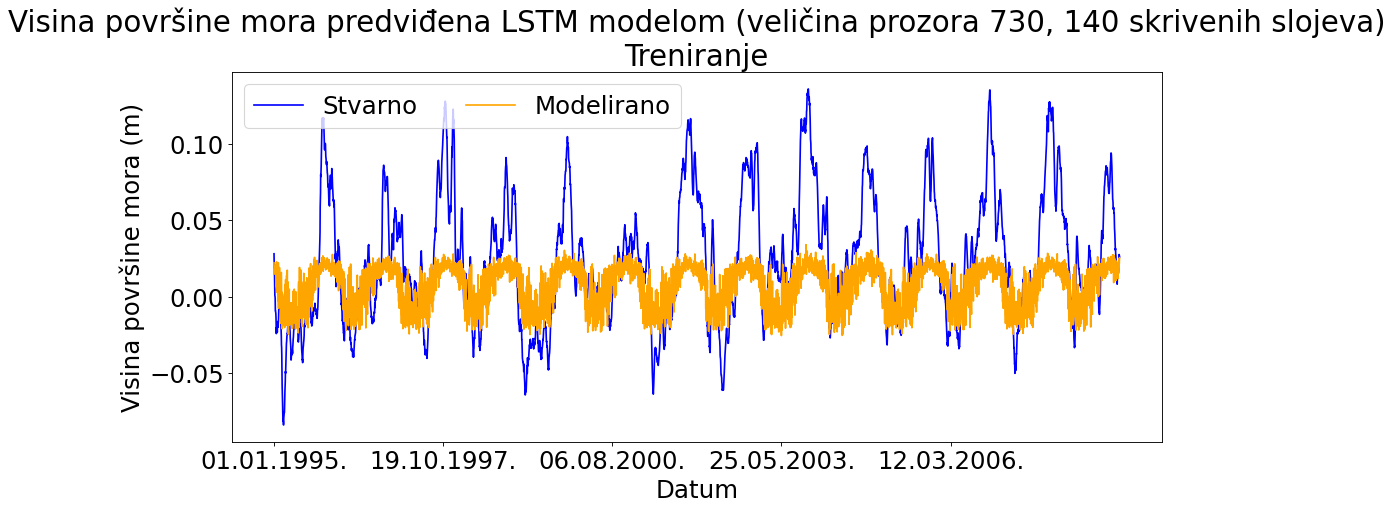 Visina površine mora predviđena LSTM modelom (veličina prozora 730, 140 skrivenih slojeva)
Treniranje
Stvarno
Modelirano
Visina površine mora (m)
0.10
0.05
0.00
−0.05
01.01.1995.
19.10.1997.
06.08.2000.
25.05.2003.
12.03.2006.
Datum